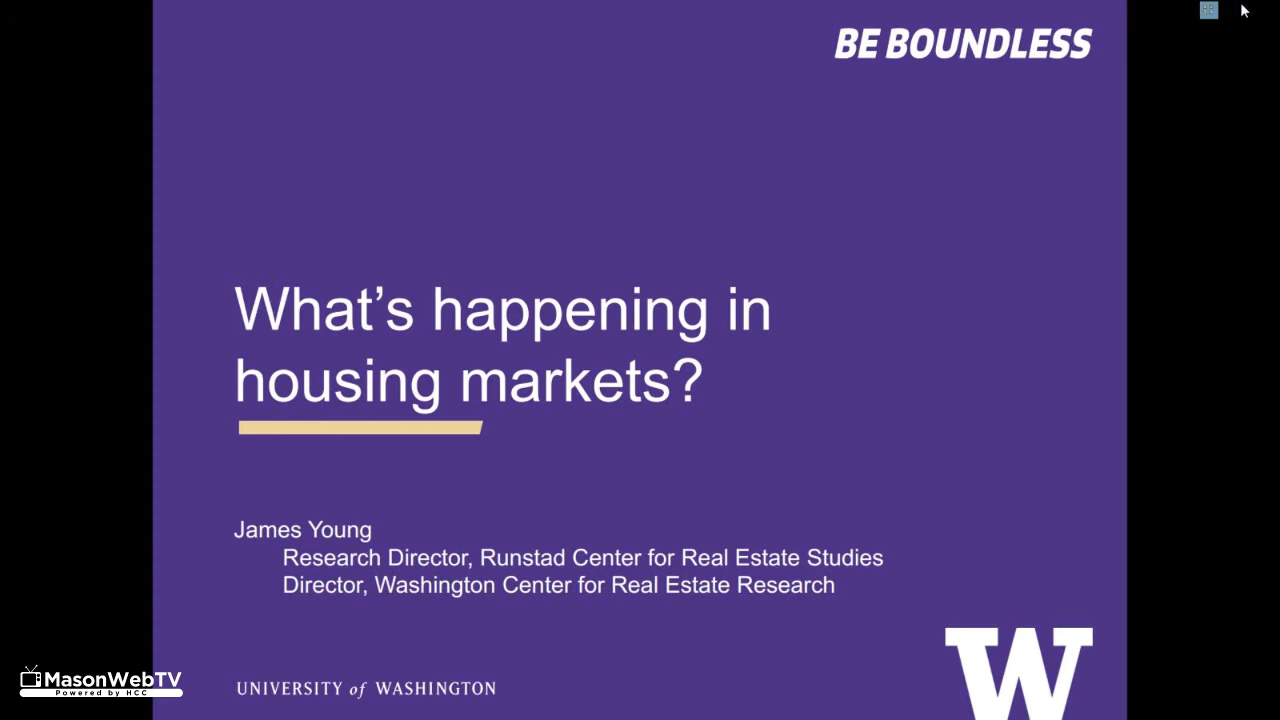 BE BOUNDLESS
What’s happening in
housing markets?
James Young
Research Director, Runstad Center for Real Estate Studies
Director, Washington Center for Real Estate Research
W
MasonWebTV
Powered by HCC
UNIVERSITY of WASHINGTON